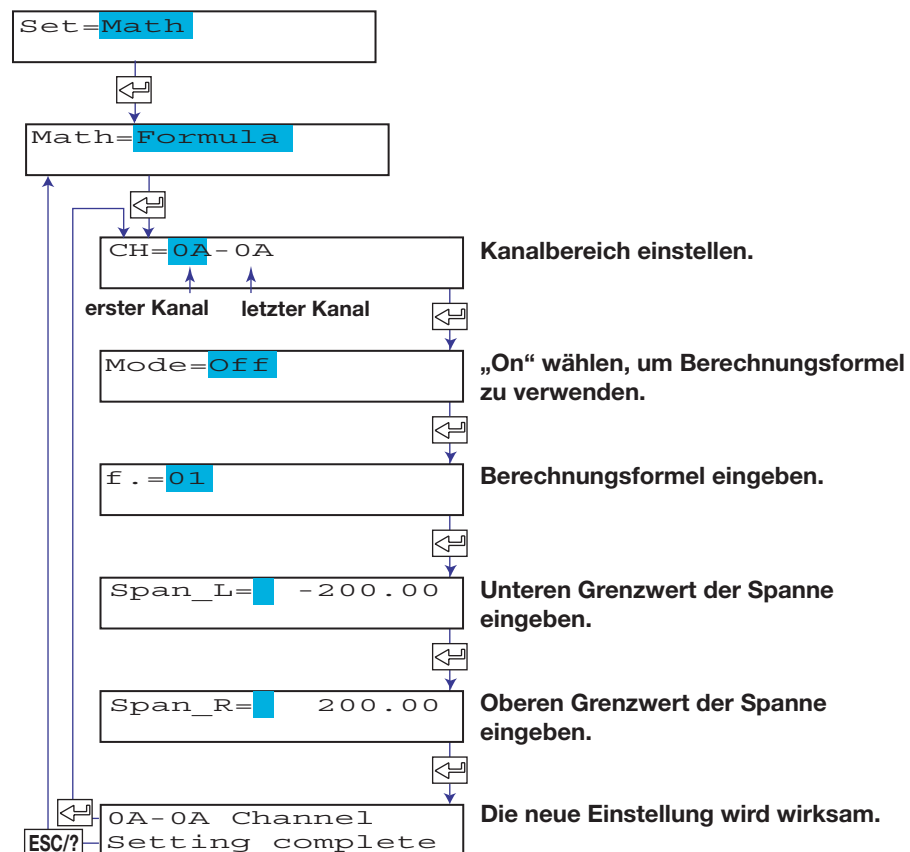 Set=Math
Math=Formula
CH=0A-0A
Kanalbereich einstellen.
erster Kanal
letzter Kanal
Mode=Off
„On“ wählen, um Berechnungsformel
zu verwenden.
f.=01
Berechnungsformel eingeben.
Span_L= -200.00
Unteren Grenzwert der Spanne
eingeben.
Span_R= 200.00
Oberen Grenzwert der Spanne
eingeben.
0A-0A Channel
Die neue Einstellung wird wirksam.
ESC/?
Setting complete